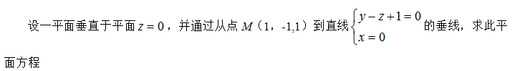 设一平面垂直于平面 z = 0 ，并通过从点 M（1，-1,1）到直线 { y − z + 1 = 0 x = 0 的垂线，求此平
面方程